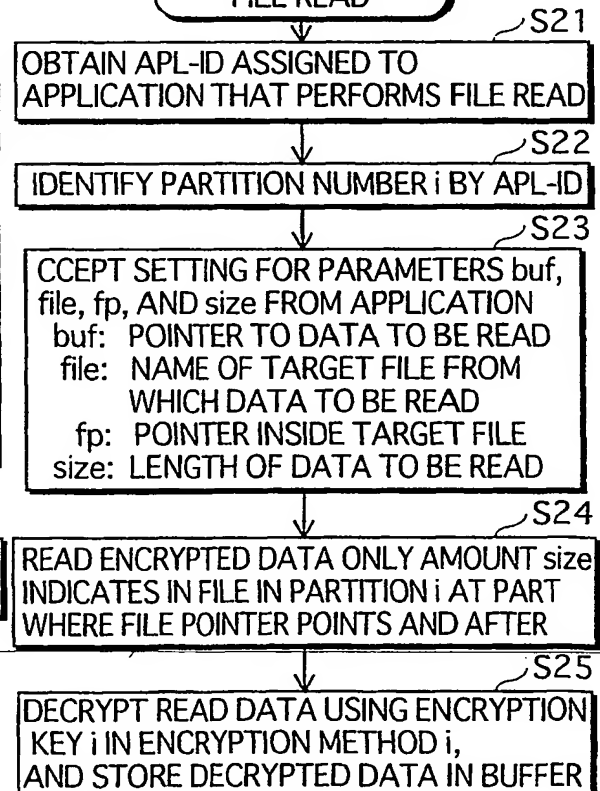 FILE READ
S21
OBTAIN APL-ID ASSIGNED TO
APPLICATION THAT PERFORMS FILE READ
S22
IDENTIFY PARTITION NUMBER i BY APL-ID
S23
CCEPT SETTING FOR PARAMETERS buf,
file, fp, AND size FROM APPLICATION
buf: POINTER TO DATA TO BE READ
file: NAME OF TARGET FILE FROM
WHICH DATA TO BE READ
fp: POINTER INSIDE TARGET FILE
size: LENGTH OF DATA TO BE READ
S24
READ ENCRYPTED DATA ONLY AMOUNT size
INDICATES IN FILE IN PARTITION i AT PART
WHERE FILE POINTER POINTS AND AFTER
S25
DECRYPT READ DATA USING ENCRYPTION
KEY i IN ENCRYPTION METHOD i,
AND STORE DECRYPTED DATA IN BUFFER